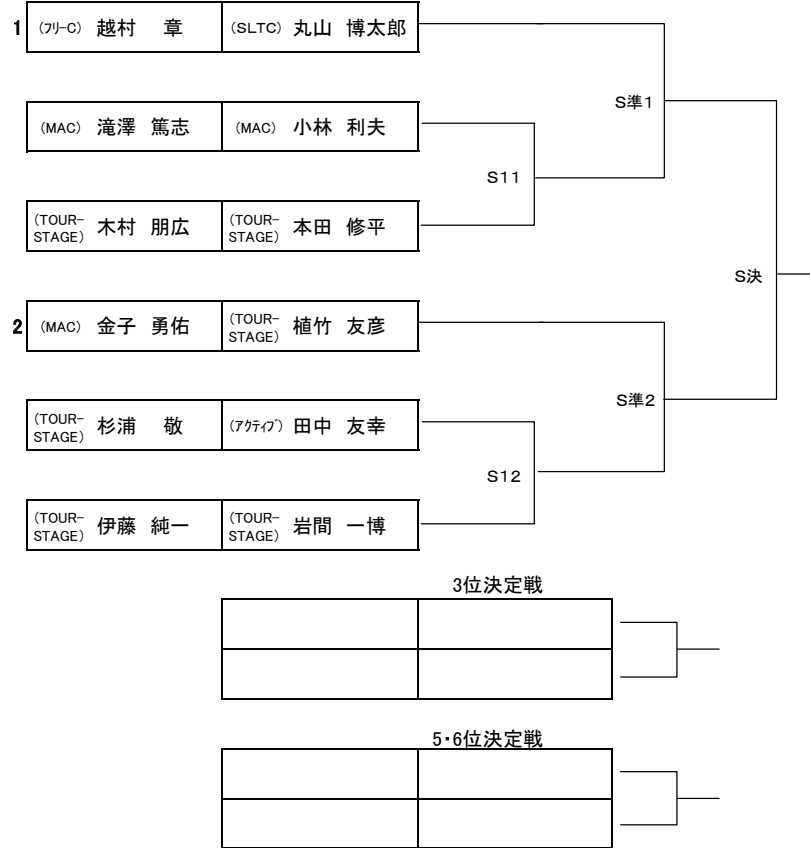 1 (フリーC) 越村 章 (SLTC) 丸山 博太郎
S準1
(MAC) 滝澤 篤志 (MAC) 小林 利夫
S11
(TOUR-STAGE) 木村 朋広 (TOUR-STAGE) 本田 修平
S決
2 (MAC) 金子 勇佑 (TOUR-STAGE) 植竹 友彦
S準2
(TOUR-STAGE) 杉浦 敬 (アクティブ) 田中 友幸
S12
(TOUR-STAGE) 伊藤 純一 (TOUR-STAGE) 岩間 一博
3位決定戦
5・6位決定戦